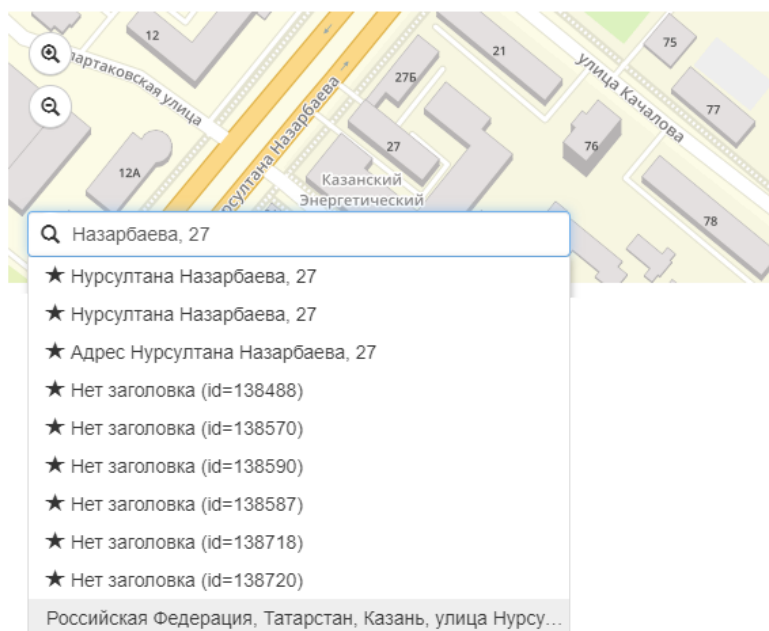 12
21
75
партаковская улица
27Б
улица Качалова
77
27
76
12А
Нурсултана Назарбаева
Казанский
Энергетический
78
Назарбаева, 27
★ Нурсултана Назарбаева, 27
★ Нурсултана Назарбаева, 27
★ Адрес Нурсултана Назарбаева, 27
★ Нет заголовка (id=138488)
★ Нет заголовка (id=138570)
★ Нет заголовка (id=138590)
★ Нет заголовка (id=138587)
★ Нет заголовка (id=138718)
★ Нет заголовка (id=138720)
Российская Федерация, Татарстан, Казань, улица Нурсу...